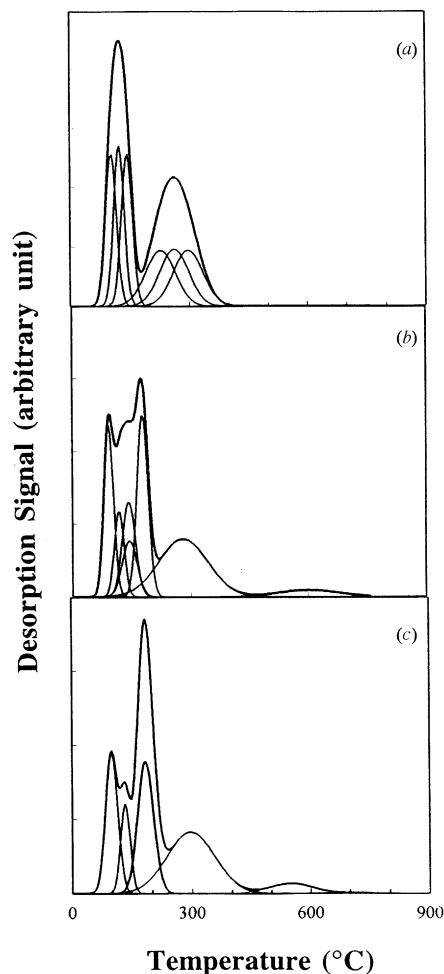 (a)
(b)
(c)
Desorption Signal (arbitrary unit)
0 300 600 900
Temperature (°C)